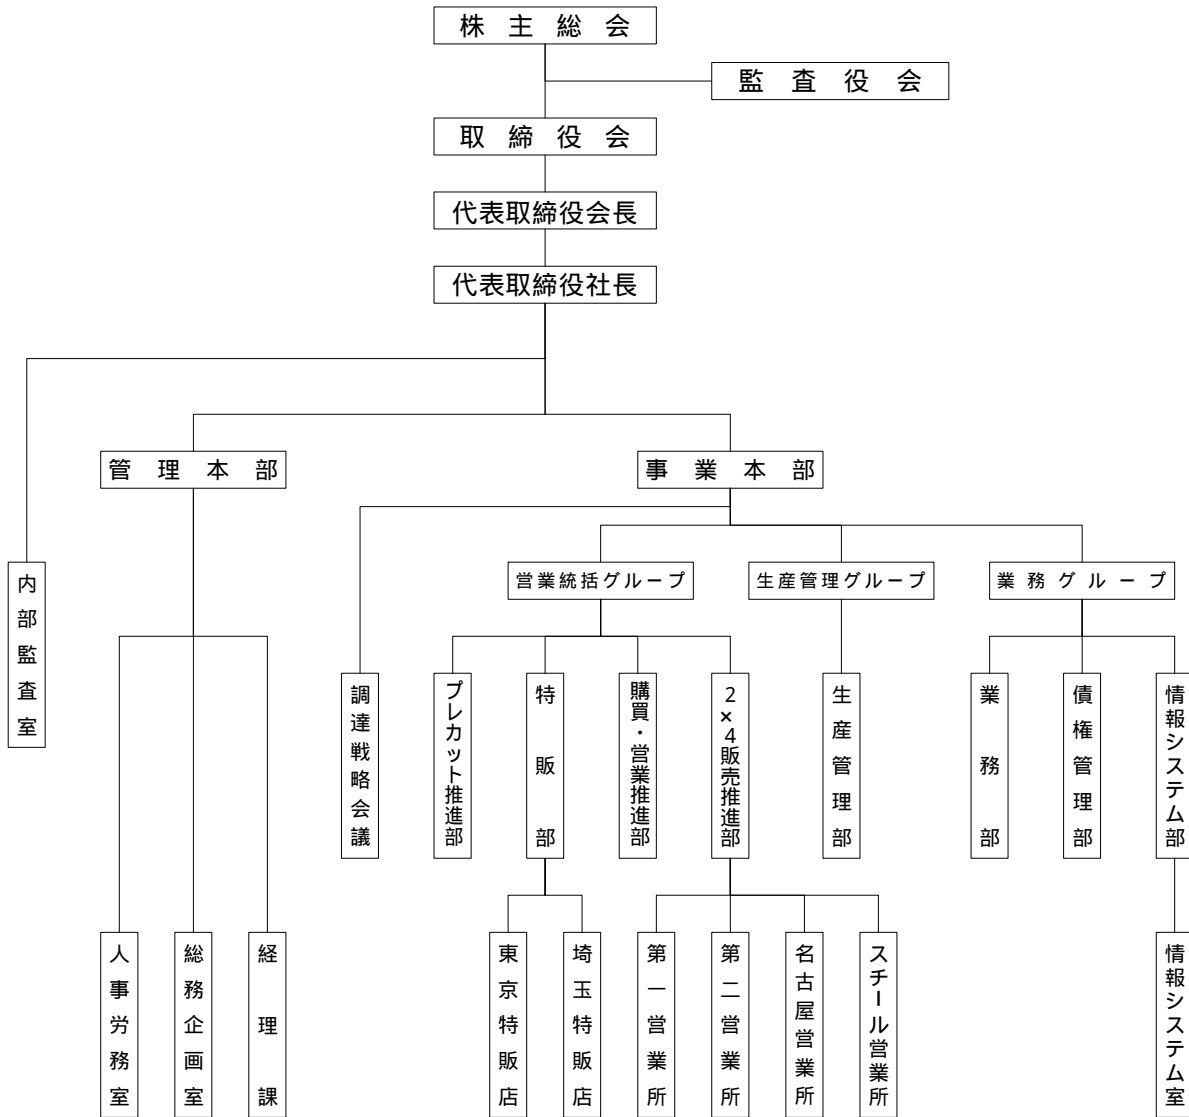 株主総会
監査役会
取締役会
代表取締役会長
代表取締役社長
管理本部
事業本部
内部監査室
営業統括グループ
生産管理グループ
業務グループ
調達戦略会議
プレカット推進部
特販部
購買・営業推進部
2×4販売推進部
生産管理部
業務部
債権管理部
情報システム部
人事労務室
総務企画室
経理課
東京特販店
埼玉特販店
第一営業所
第二営業所
名古屋営業所
スチール営業所
情報システム室